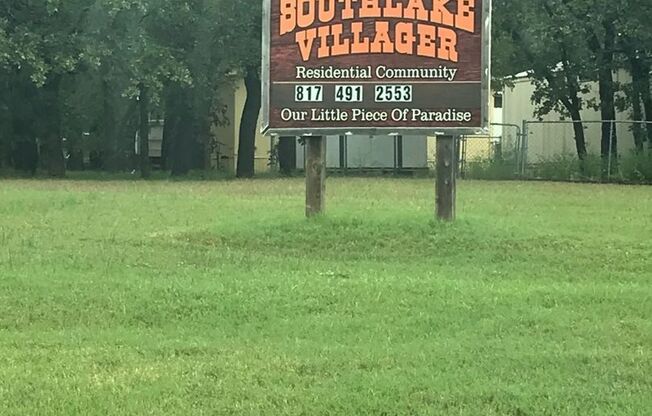 SOUTHLAKE
VILLAGER
Residential Community
817 491 2553
Our Little Piece Of Paradise